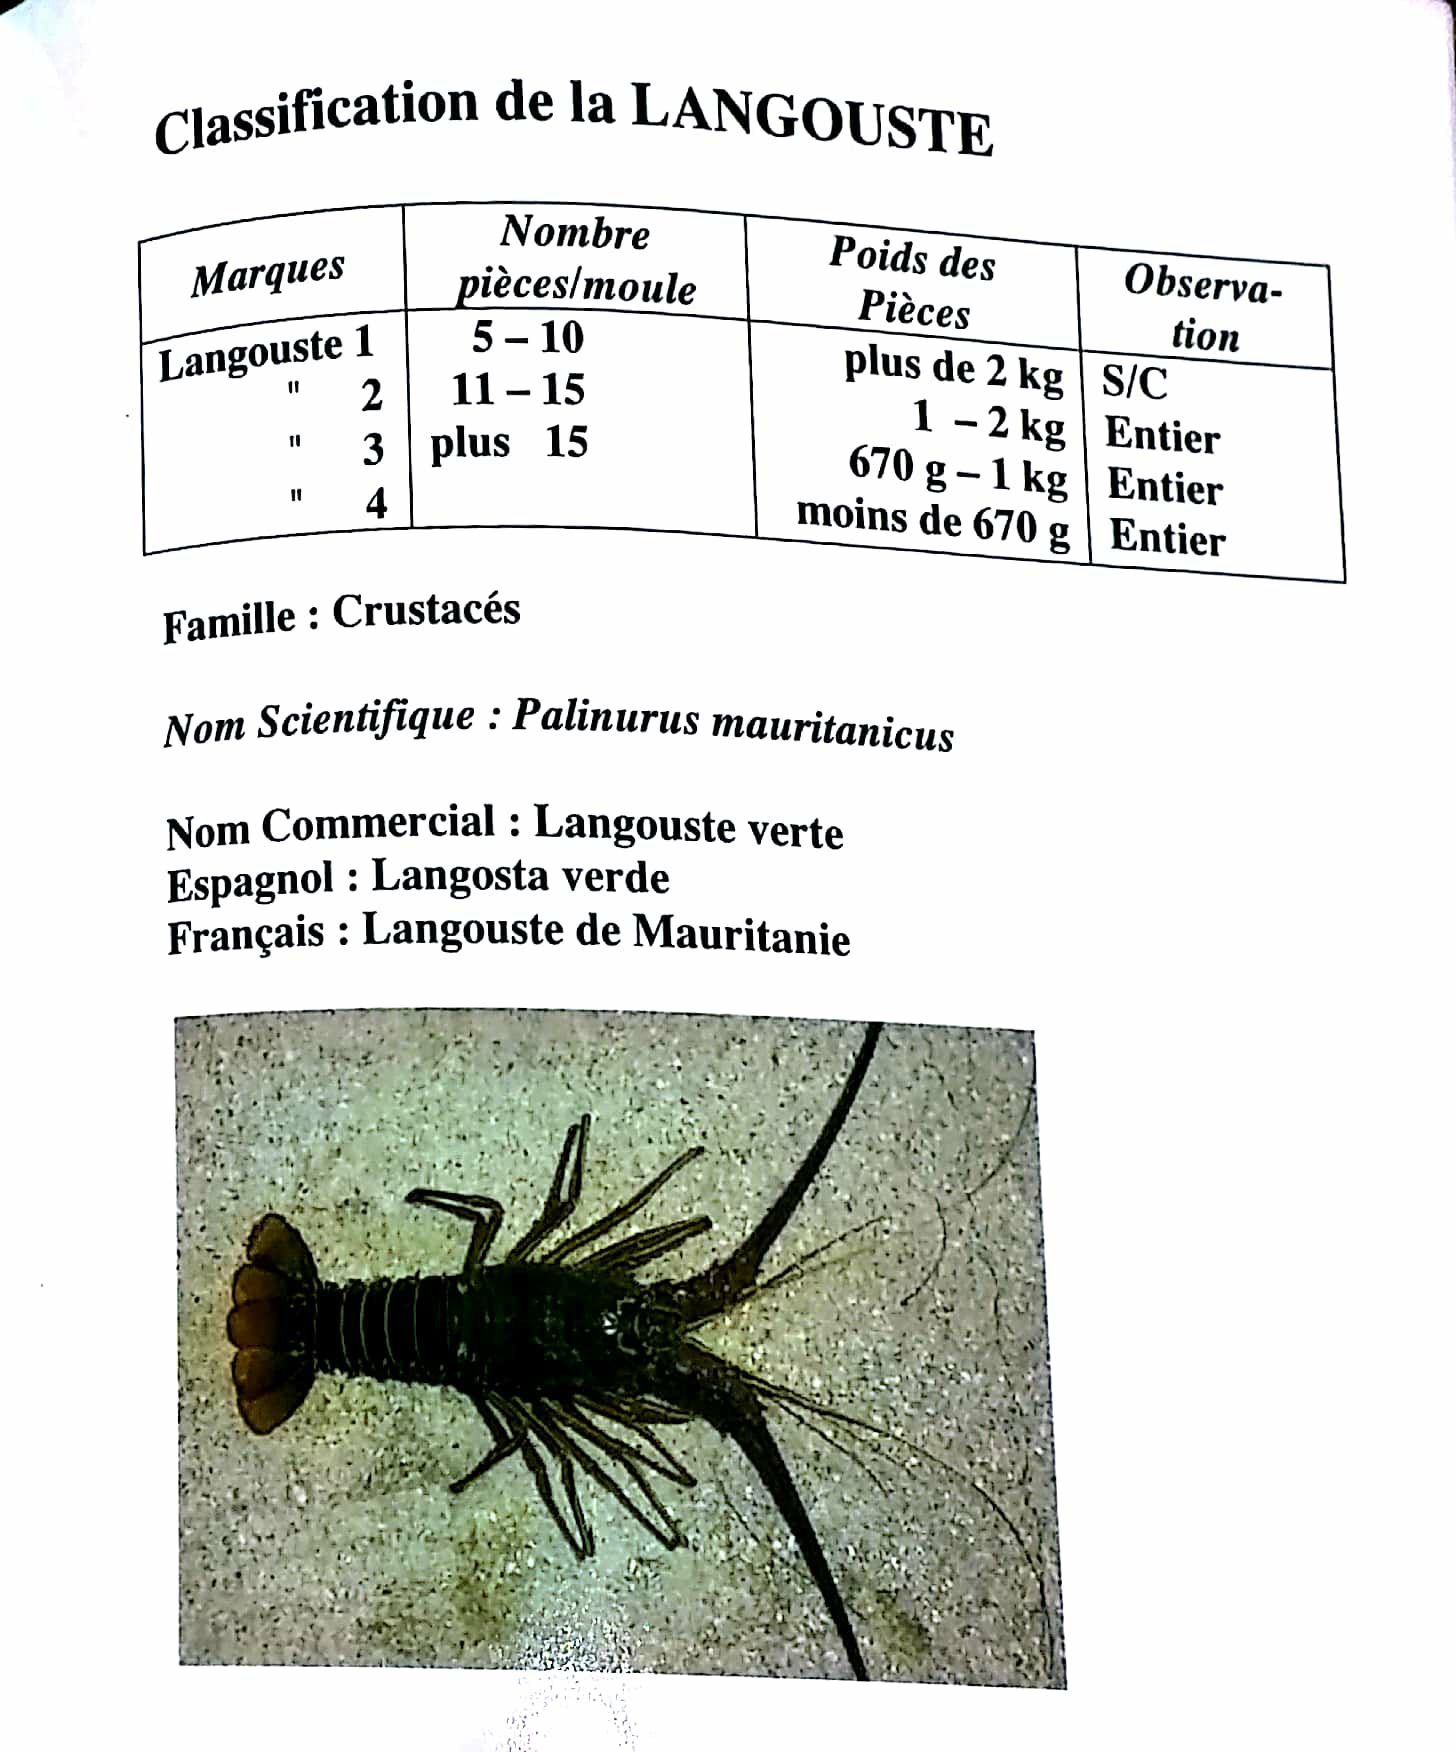 Classification de la LANGOUSTE
Marques Nombre pièces/moule Poids des Pièces Observa-tion
Langouste 1 5 – 10 plus de 2 kg S/C
" 2 11 – 15 1 – 2 kg Entier
" 3 plus 15 670 g – 1 kg Entier
" 4 moins de 670 g Entier
Famille : Crustacés
Nom Scientifique : Palinurus mauritanicus
Nom Commercial : Langouste verte
Espagnol : Langosta verde
Français : Langouste de Mauritanie